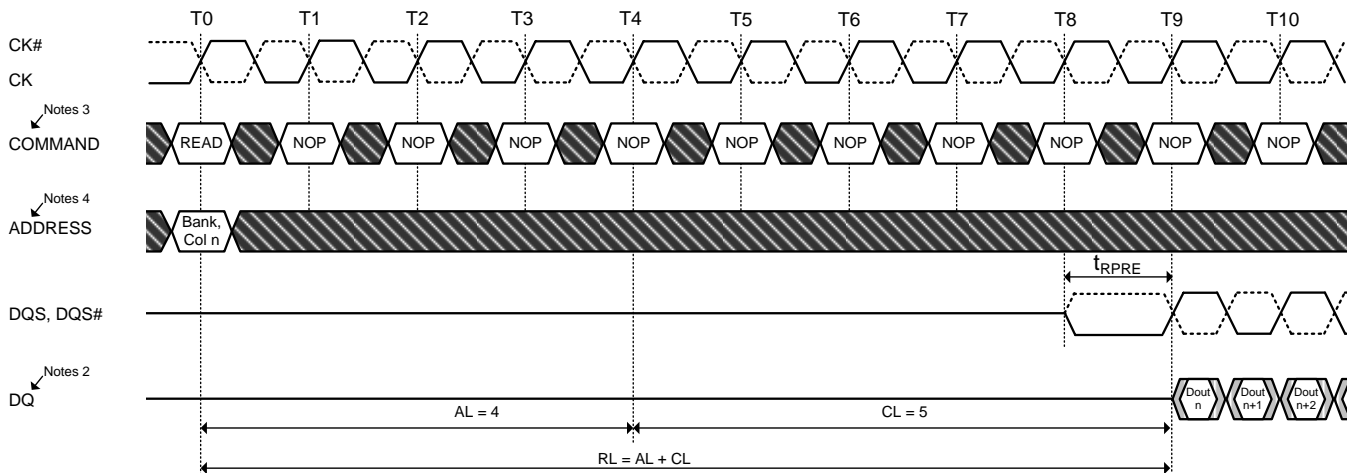 T0 T1 T2 T3 T4 T5 T6 T7 T8 T9 T10
CK#
CK
Notes 3
COMMAND
READ NOP NOP NOP NOP NOP NOP NOP NOP NOP NOP
Notes 4
ADDRESS
Bank,
Col n
tRPRE
DQS, DQS#
Notes 2
DQ
Dout
n
Dout
n+1
Dout
n+2
AL = 4
CL = 5
RL = AL + CL